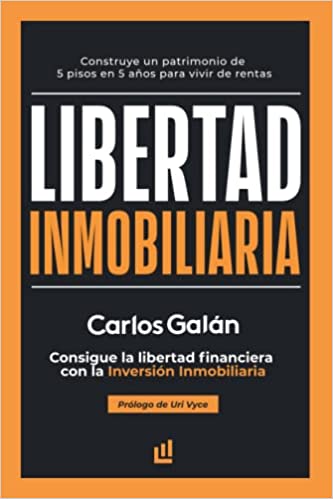 Construye un patrimonio de
5 pisos en 5 años para vivir de rentas
LIBERTAD
INMOBILIARIA
Carlos Galán
Consigue la libertad financiera
con la Inversión Inmobiliaria
Prólogo de Uri Vyce